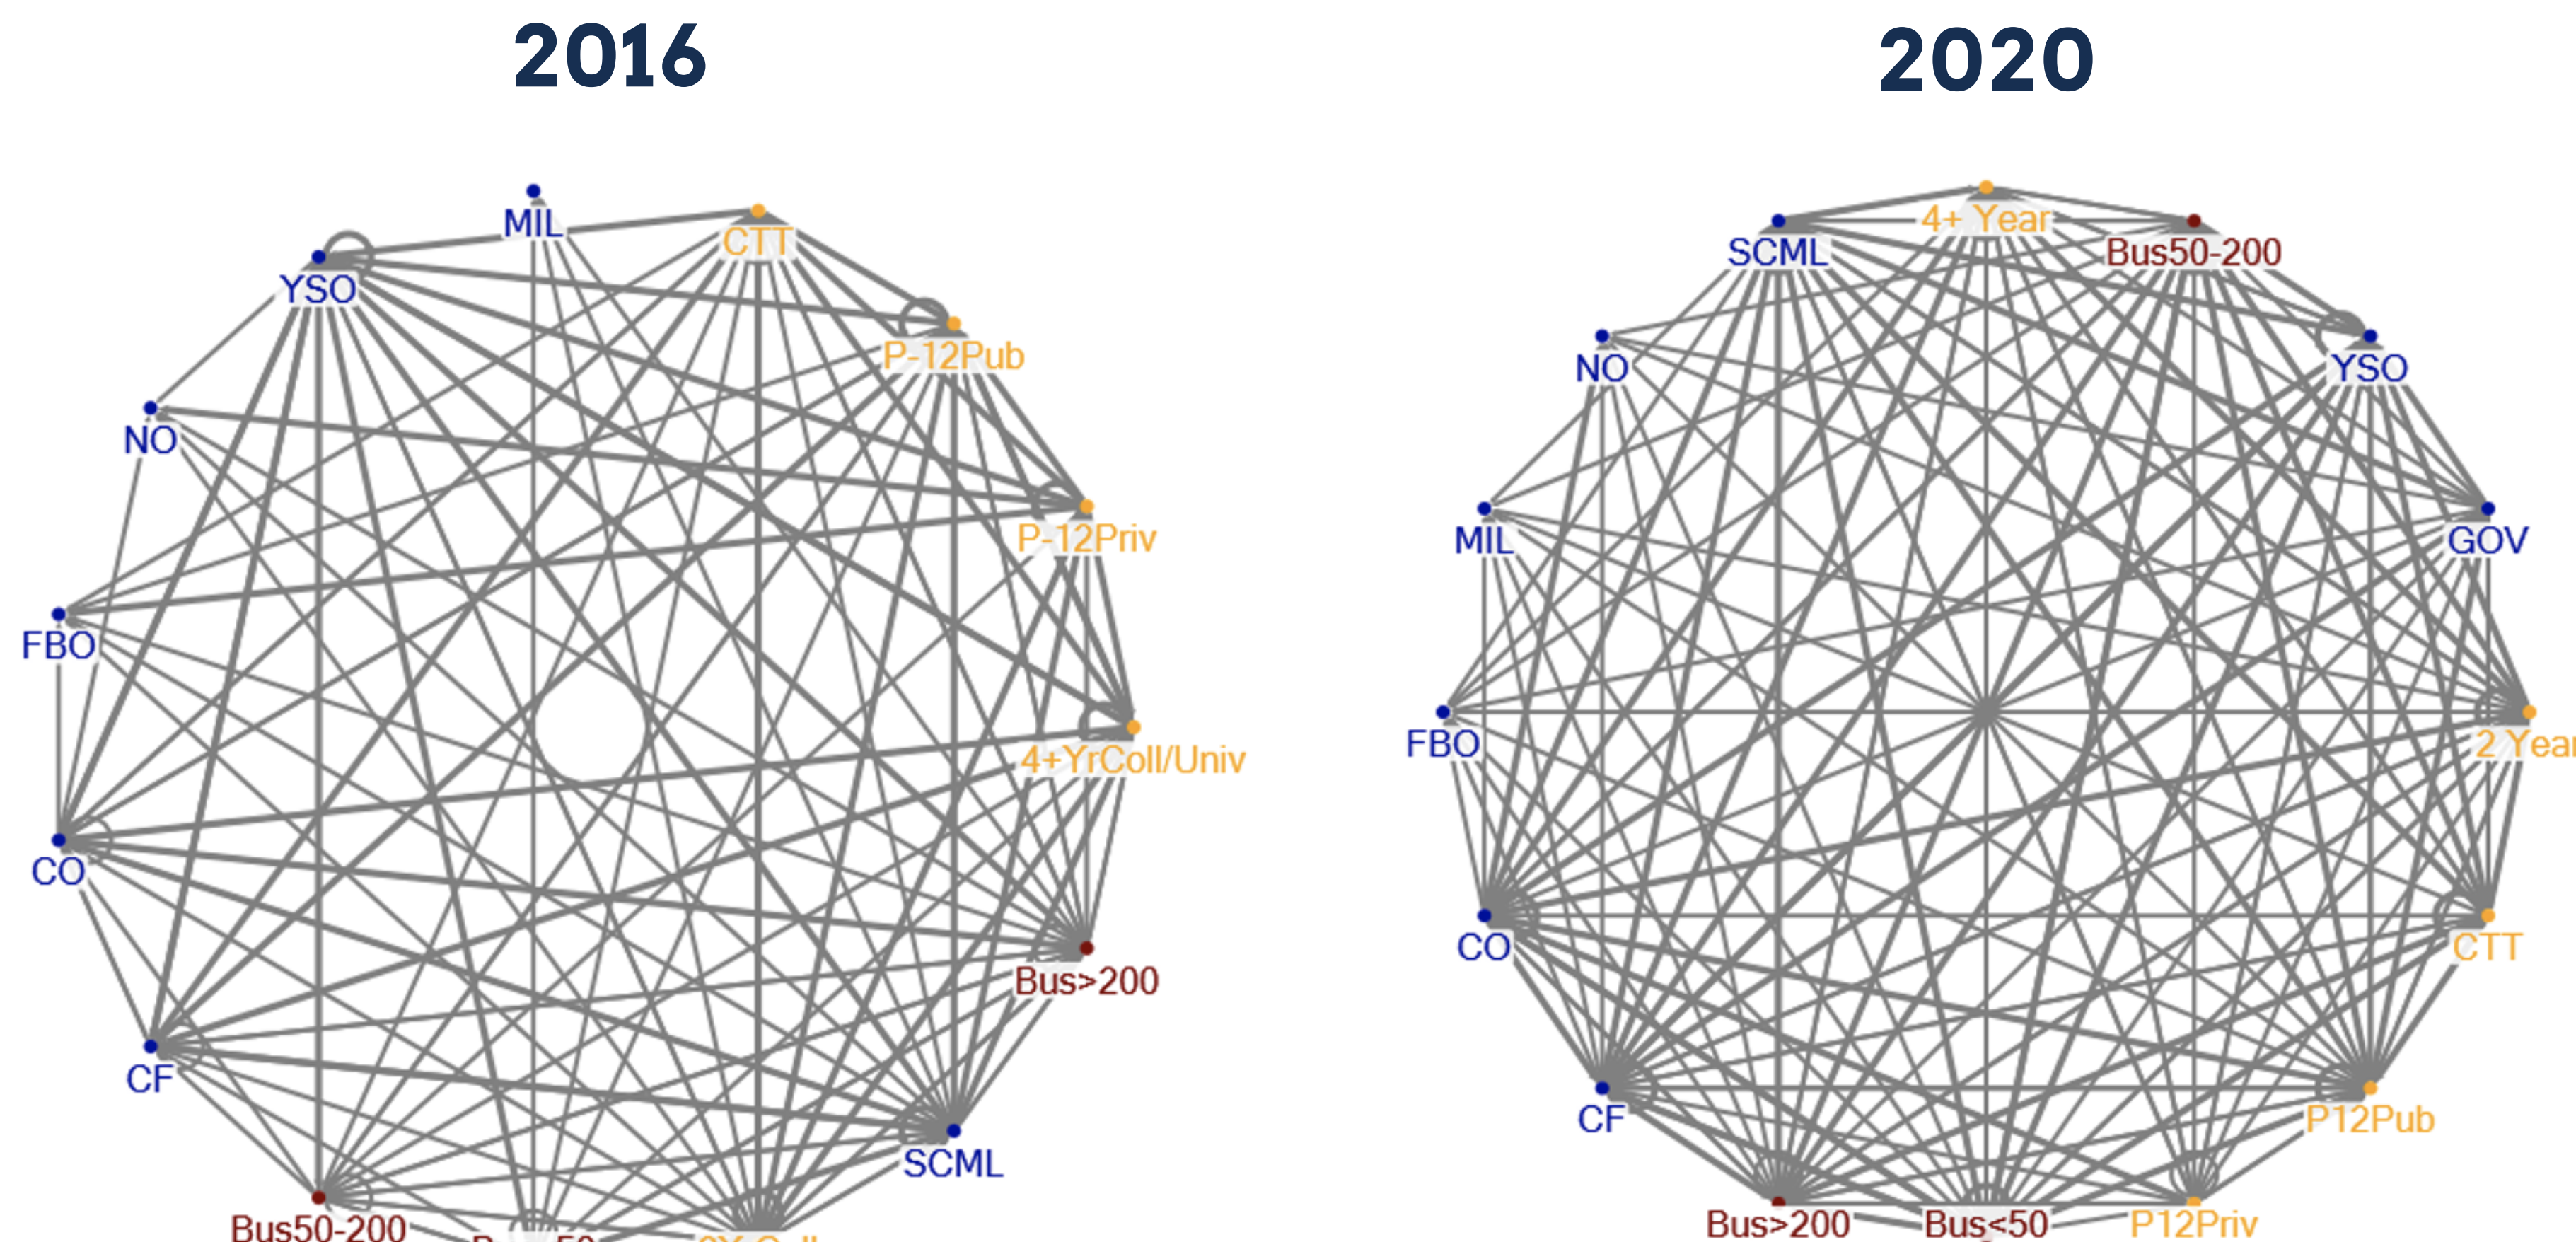 2016
2020
MIL
CTT
YSO
P-12Pub
NO
P-12Priv
FBO
4+YrColl/Univ
CO
Bus>200
CF
SCML
Bus50-200
4+ Year
SCML
Bus50-200
NO
YSO
MIL
GOV
FBO
2 Year
CO
CTT
CF
P12Pub
Bus>200
Bus<50
P12Priv